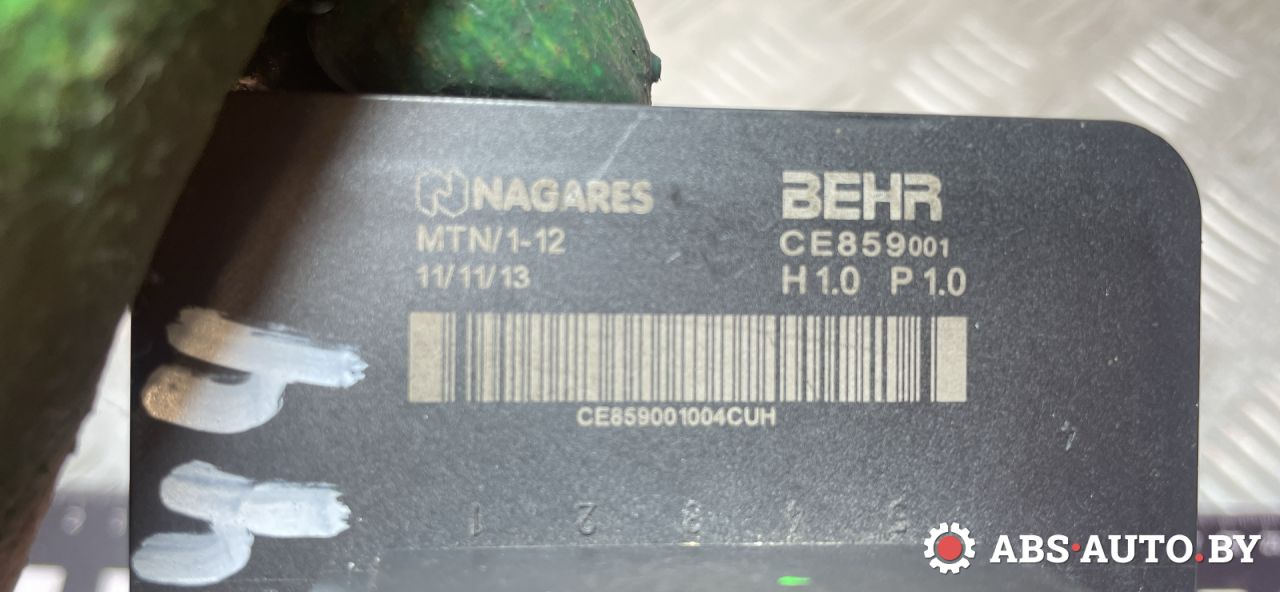 NAGARES
MTN/1-12
11/11/13
BEHR
CE859001
H1.0 P1.0
CE859001004CUH
1 2 3 4 5
ABS·AUTO.BY